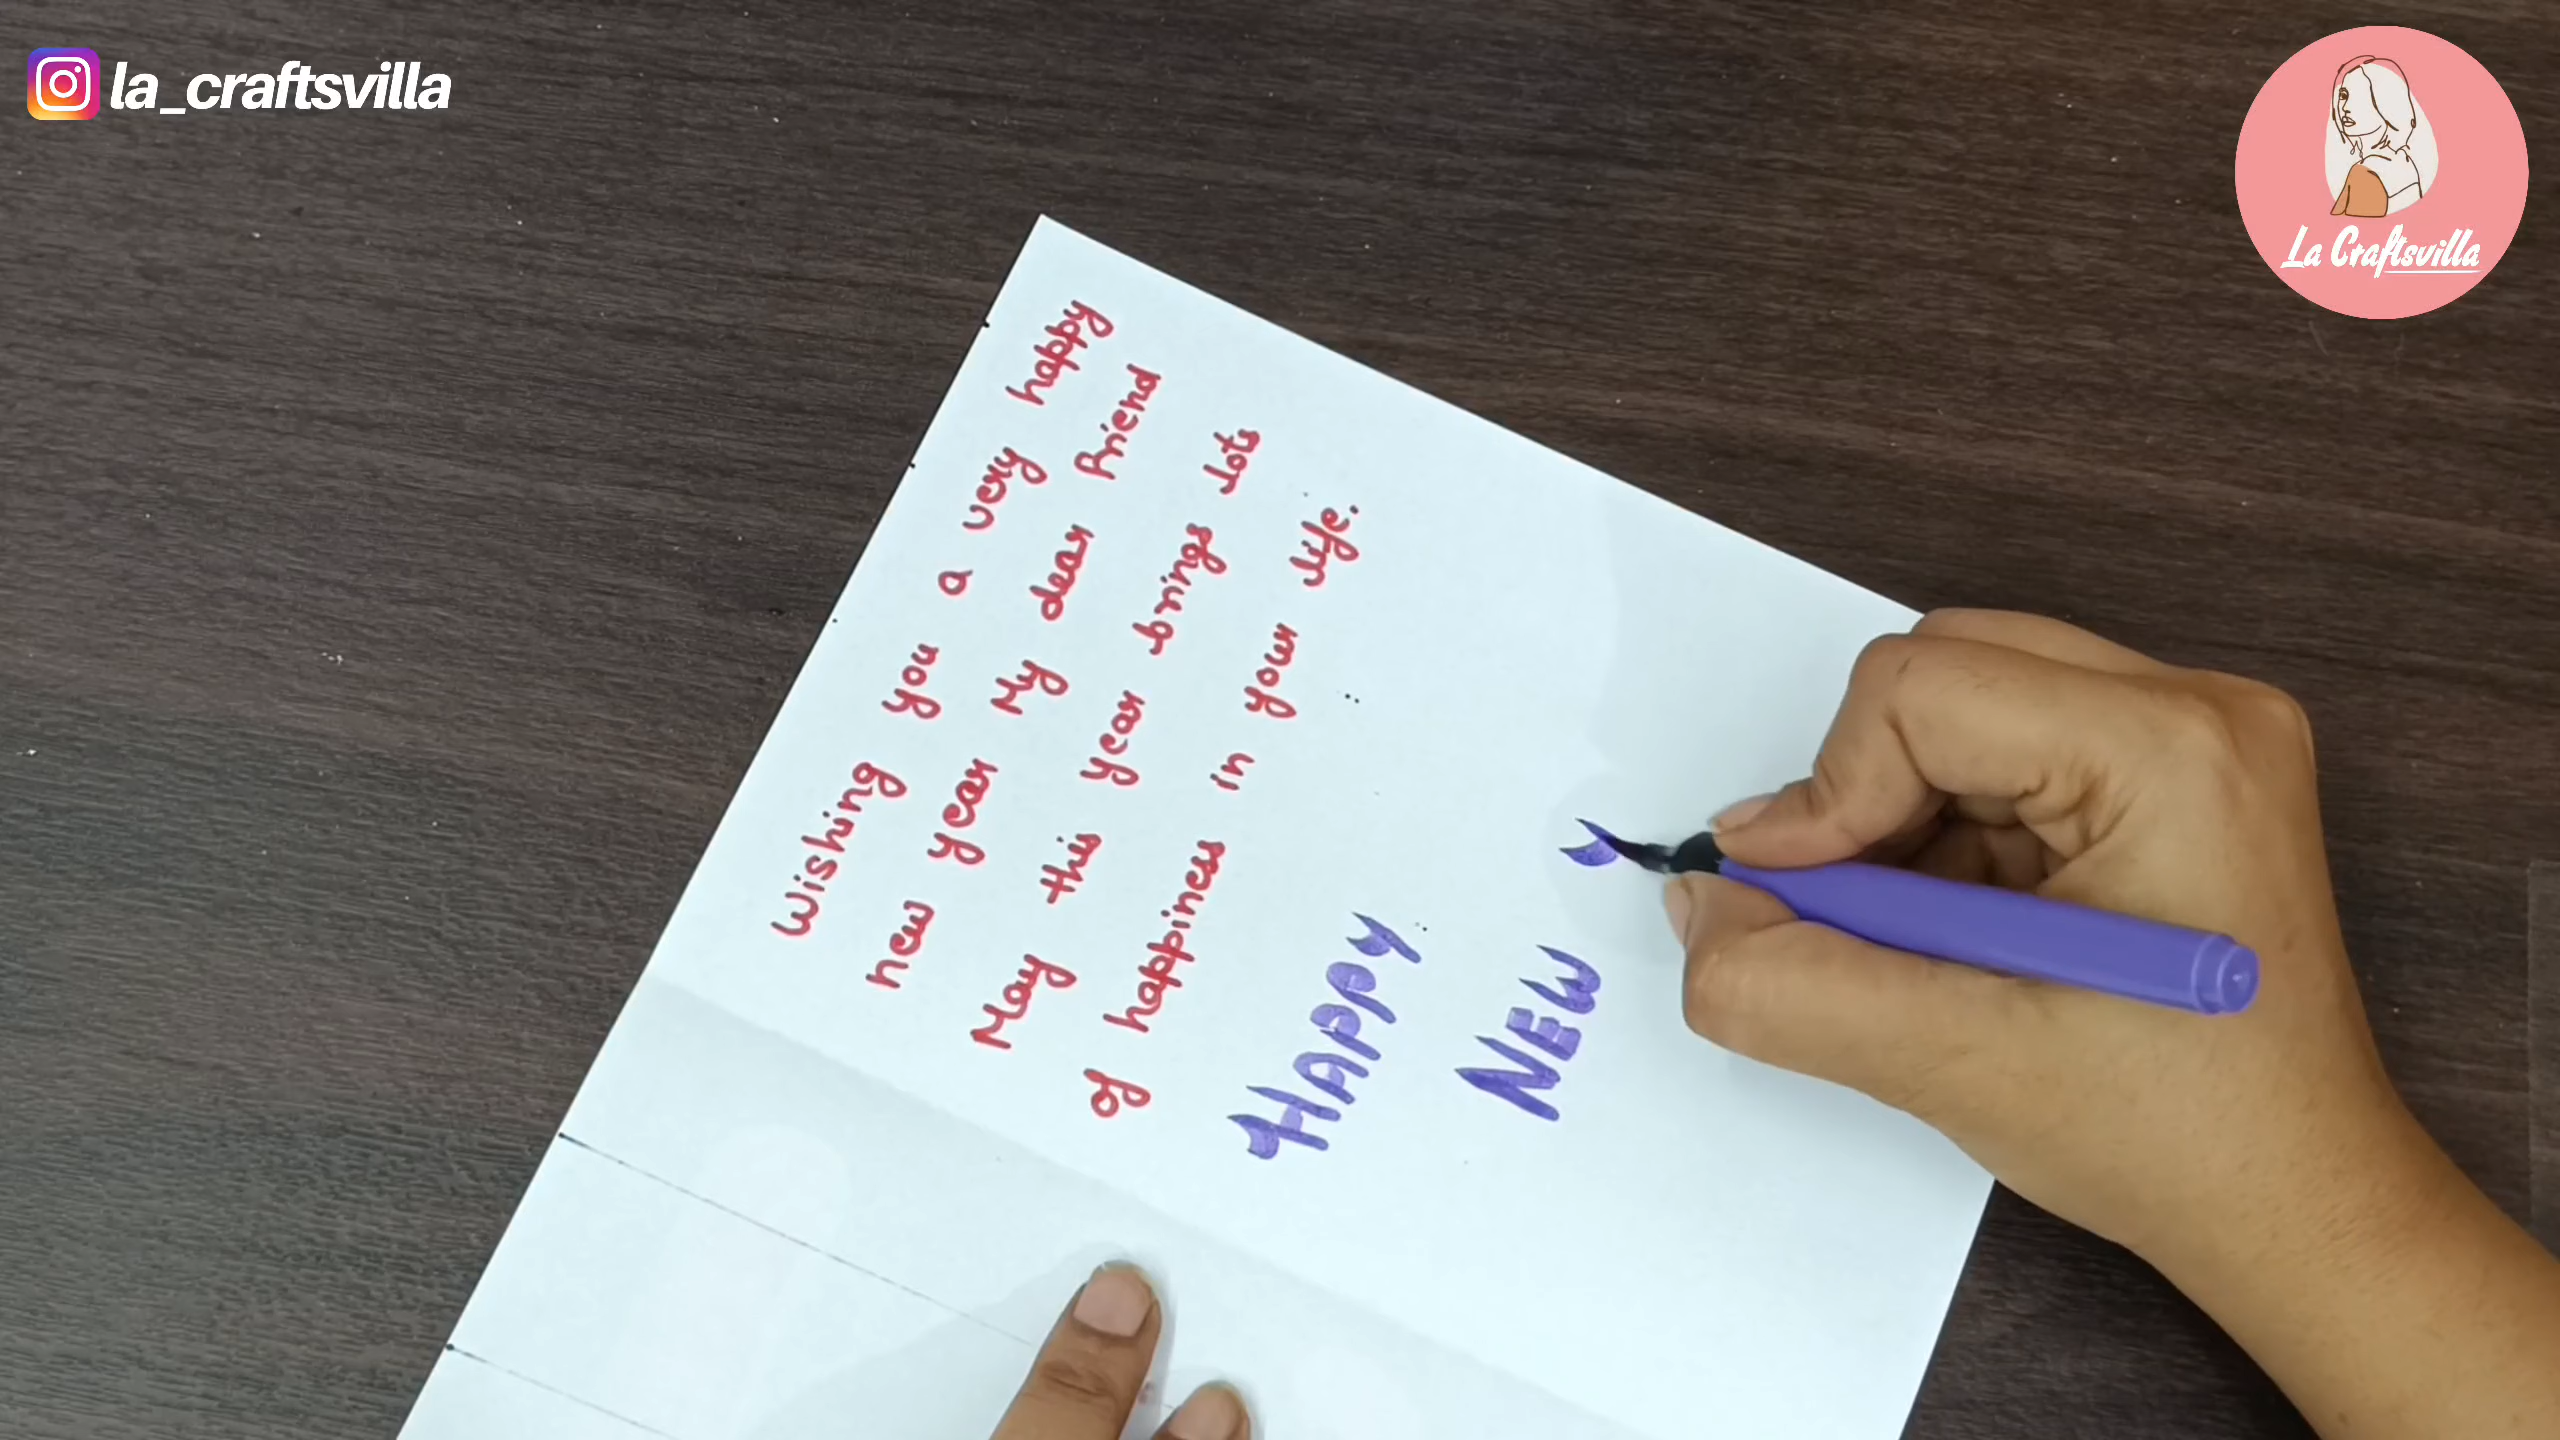 la_craftsvilla
La Craftsvilla
Wishing you a very happy
new year My dear friend
May this year brings lots
of happiness in your life.
HAPPY
NEW
Y